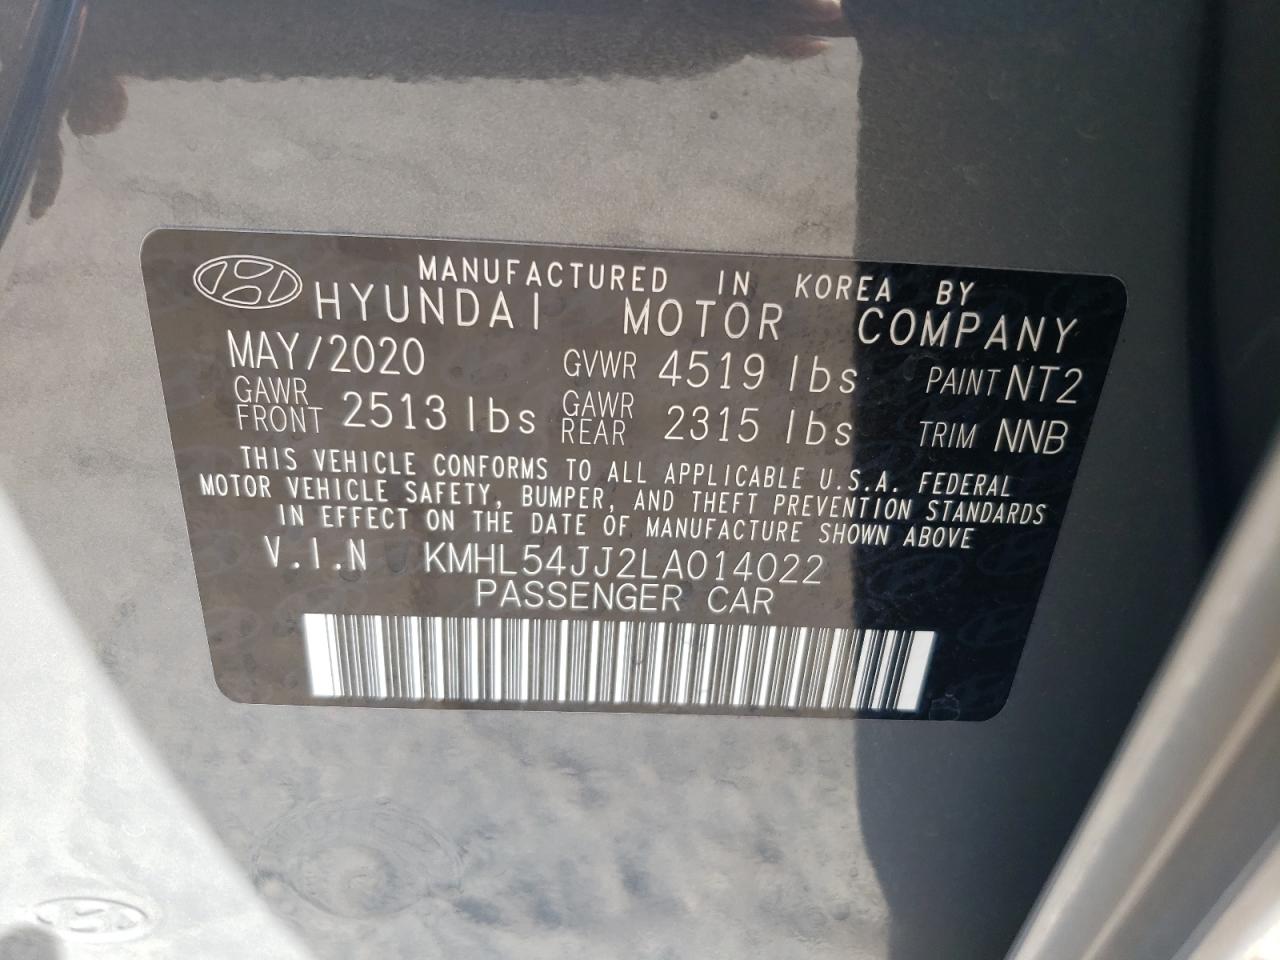 MANUFACTURED IN KOREA BY
HYUNDAI MOTOR COMPANY
MAY/2020 GVWR 4519 lbs PAINT NT2
GAWR FRONT 2513 lbs GAWR REAR 2315 lbs TRIM NNB
THIS VEHICLE CONFORMS TO ALL APPLICABLE U.S.A. FEDERAL
MOTOR VEHICLE SAFETY, BUMPER, AND THEFT PREVENTION STANDARDS
IN EFFECT ON THE DATE OF MANUFACTURE SHOWN ABOVE
V.I.N KMHL54JJ2LA014022
PASSENGER CAR